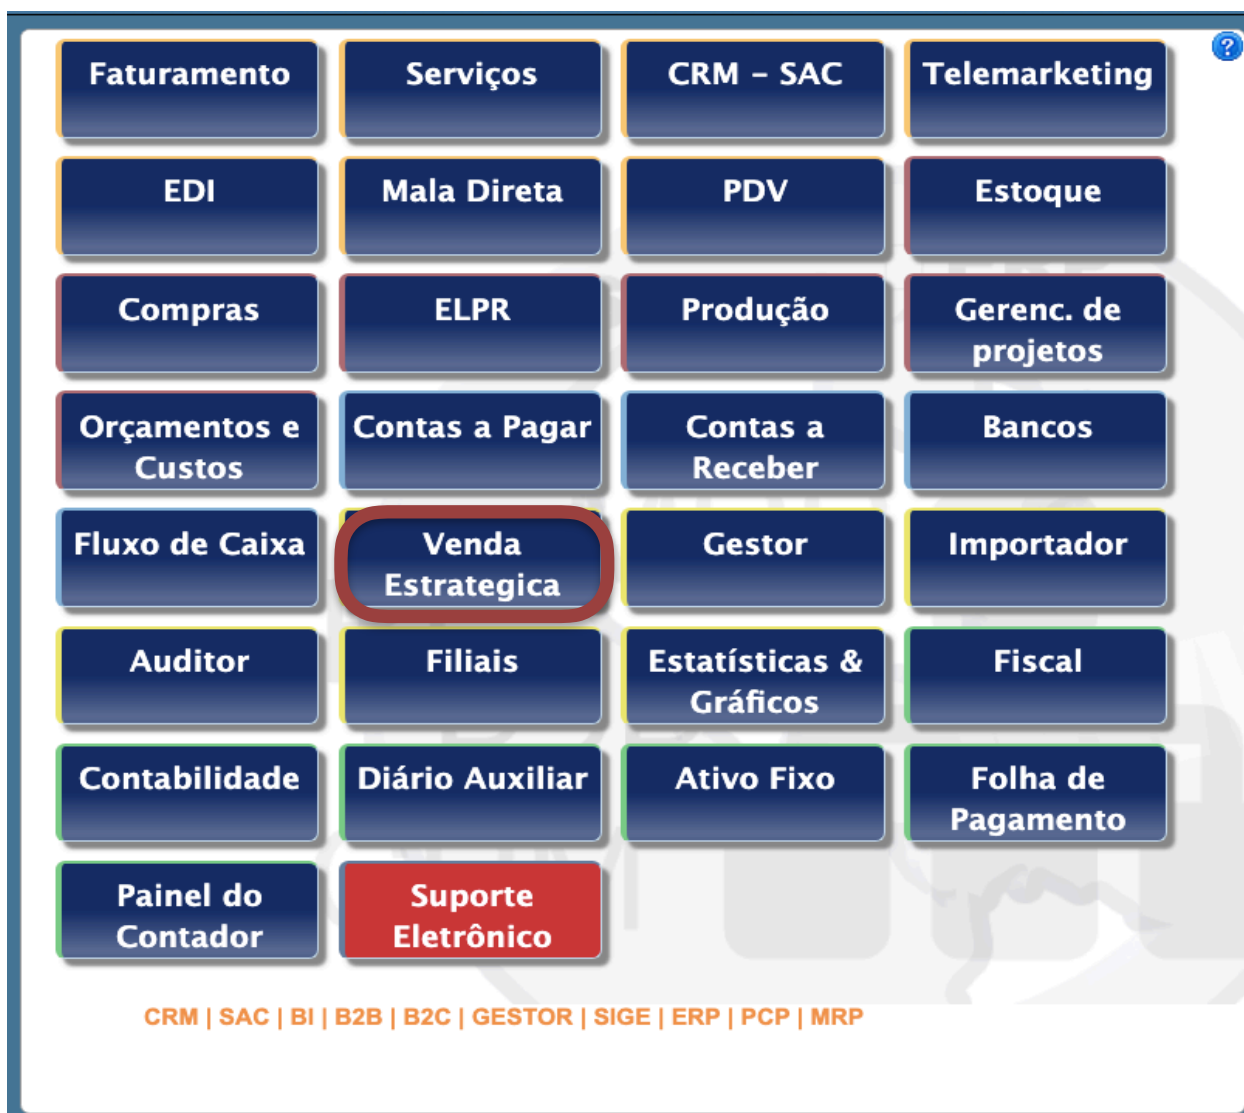 Faturamento
Serviços
CRM - SAC
Telemarketing
EDI
Mala Direta
PDV
Estoque
Compras
ELPR
Produção
Gerenc. de
projetos
Orçamentos e
Custos
Contas a Pagar
Contas a
Receber
Bancos
Fluxo de Caixa
Venda
Estrategica
Gestor
Importador
Auditor
Filiais
Estatísticas &
Gráficos
Fiscal
Contabilidade
Diário Auxiliar
Ativo Fixo
Folha de
Pagamento
Painel do
Contador
Suporte
Eletrônico
CRM | SAC | BI | B2B | B2C | GESTOR | SIGE | ERP | PCP | MRP